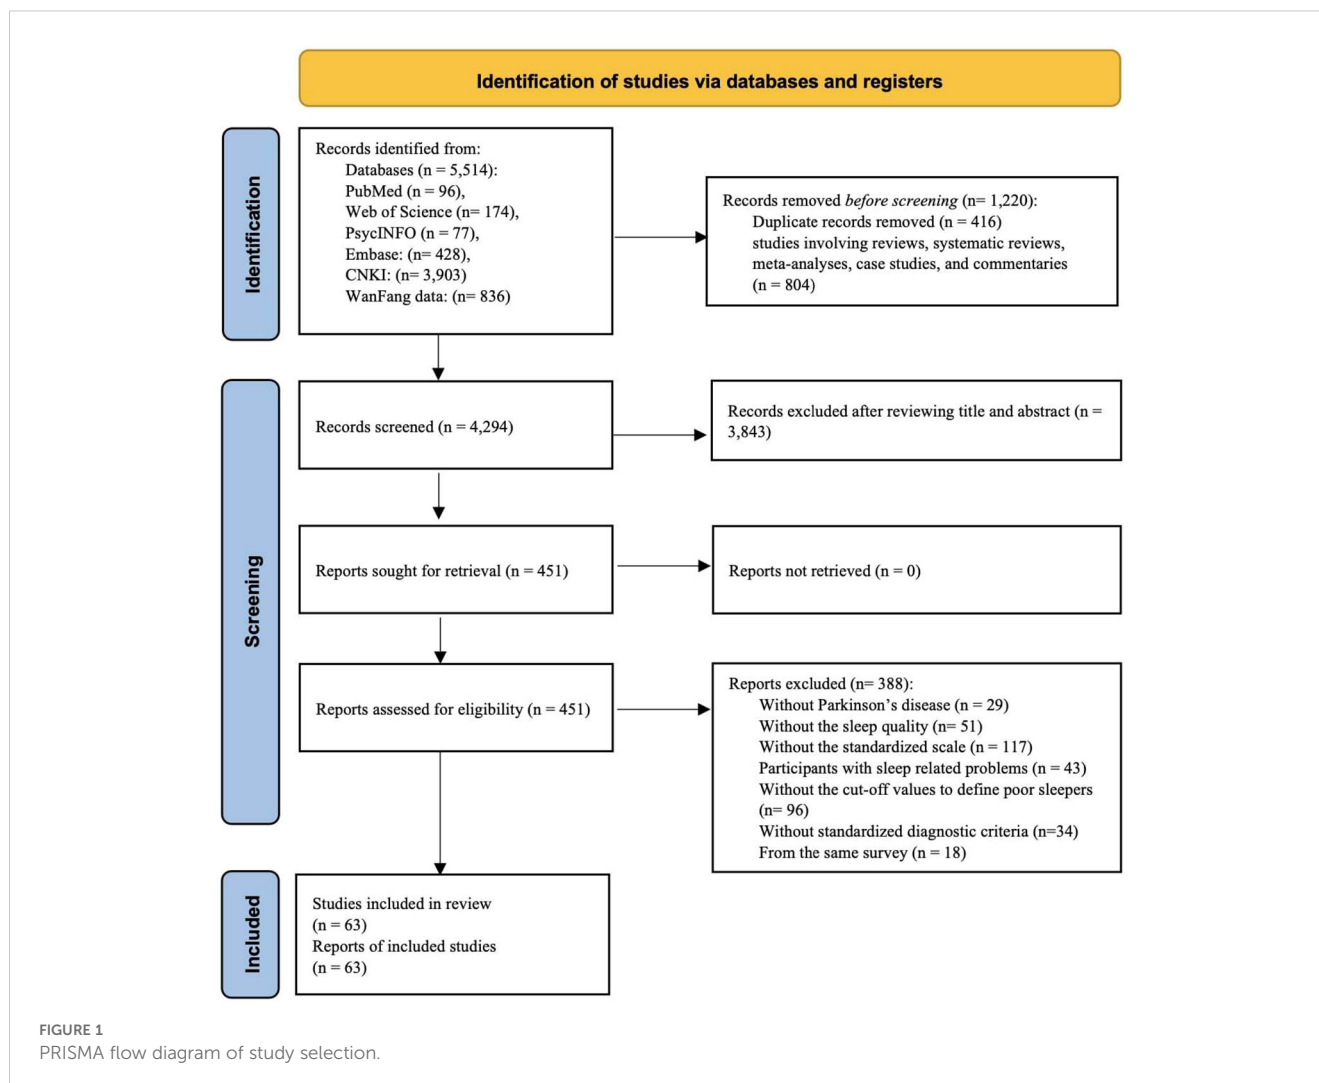 Identification of studies via databases and registers
Identification
Records identified from:
Databases (n = 5,514):
PubMed (n = 96),
Web of Science (n= 174),
PsycINFO (n = 77),
Embase: (n= 428),
CNKI: (n= 3,903)
WanFang data: (n= 836)
Records removed before screening (n= 1,220):
Duplicate records removed (n = 416)
studies involving reviews, systematic reviews,
meta-analyses, case studies, and commentaries
(n = 804)
Screening
Records screened (n = 4,294)
Records excluded after reviewing title and abstract (n =
3,843)
Reports sought for retrieval (n = 451)
Reports not retrieved (n = 0)
Reports assessed for eligibility (n = 451)
Reports excluded (n= 388):
Without Parkinson’s disease (n = 29)
Without the sleep quality (n= 51)
Without the standardized scale (n = 117)
Participants with sleep related problems (n = 43)
Without the cut-off values to define poor sleepers
(n= 96)
Without standardized diagnostic criteria (n=34)
From the same survey (n = 18)
Included
Studies included in review
(n = 63)
Reports of included studies
(n = 63)
FIGURE 1
PRISMA flow diagram of study selection.